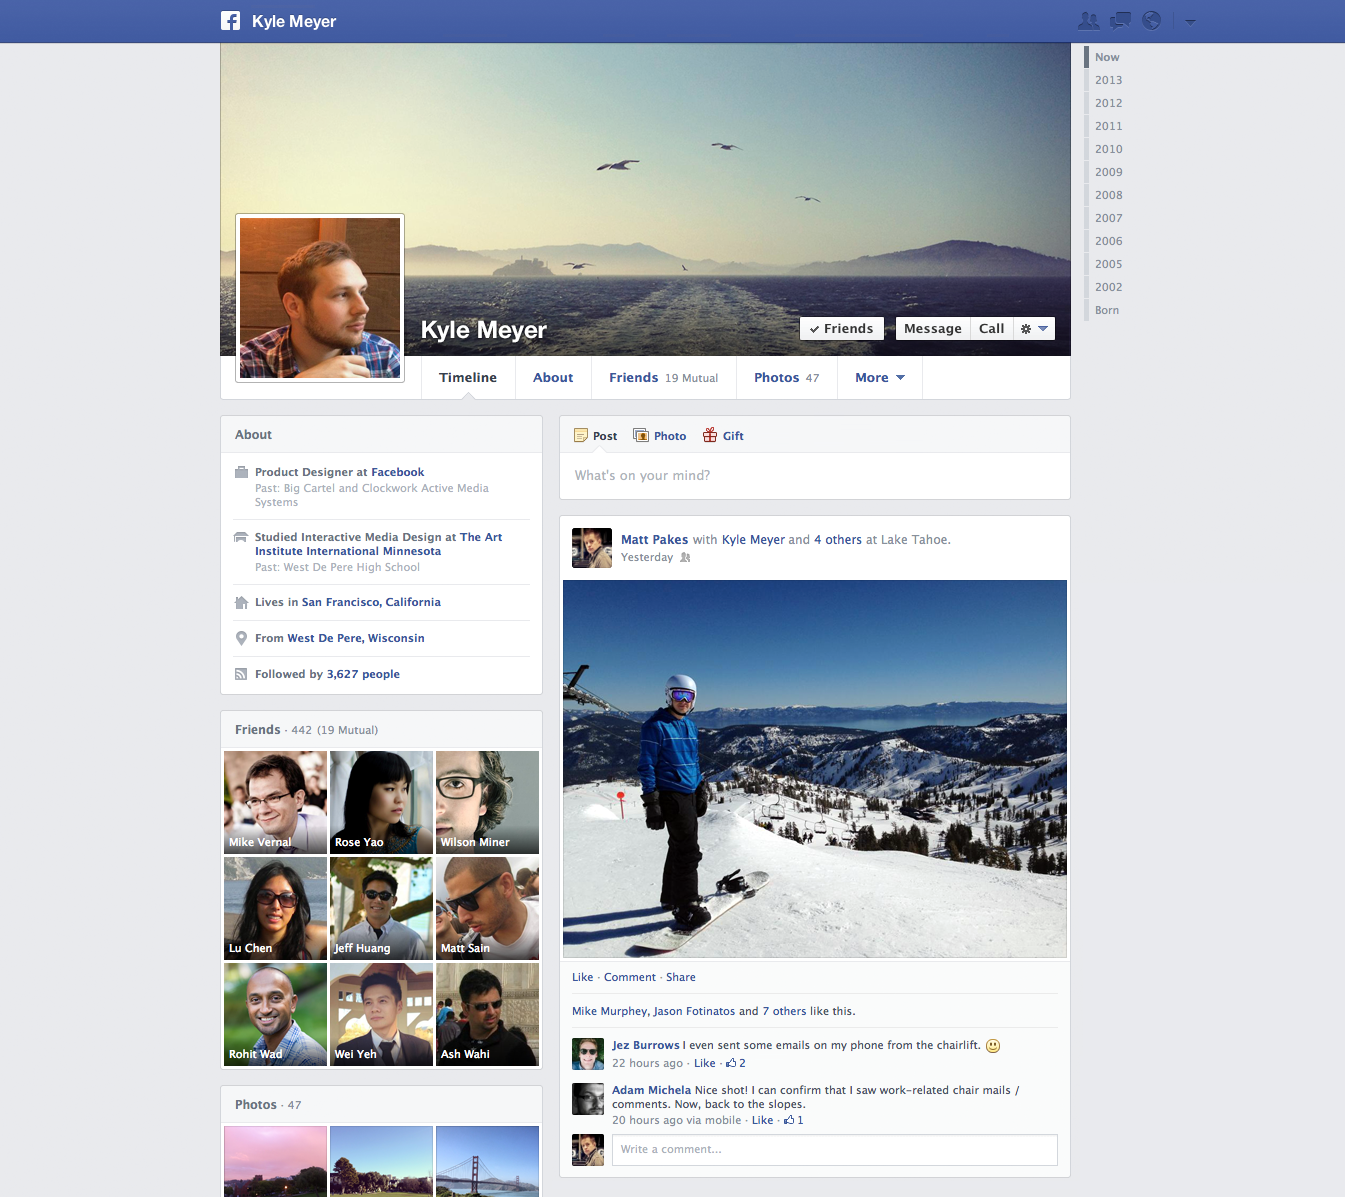 Kyle Meyer
Now
2013
2012
2011
2010
2009
2008
2007
2006
2005
2002
Born
Kyle Meyer
Friends
Message
Call
Timeline
About
Friends 19 Mutual
Photos 47
More
About
Product Designer at Facebook
Past: Big Cartel and Clockwork Active Media
Systems
Studied Interactive Media Design at The Art
Institute International Minnesota
Past: West De Pere High School
Lives in San Francisco, California
From West De Pere, Wisconsin
Followed by 3,627 people
Friends · 442 (19 Mutual)
Mike Vernal
Rose Yao
Wilson Miner
Lu Chen
Jeff Huang
Matt Sain
Rohit Wad
Wei Yeh
Ash Wahi
Photos · 47
Post
Photo
Gift
What's on your mind?
Matt Pakes with Kyle Meyer and 4 others at Lake Tahoe.
Yesterday
Like · Comment · Share
Mike Murphey, Jason Fotinatos and 7 others like this.
Jez Burrows I even sent some emails on my phone from the chairlift.
22 hours ago · Like · 2
Adam Michela Nice shot! I can confirm that I saw work-related chair mails /
comments. Now, back to the slopes.
20 hours ago via mobile · Like · 1
Write a comment...